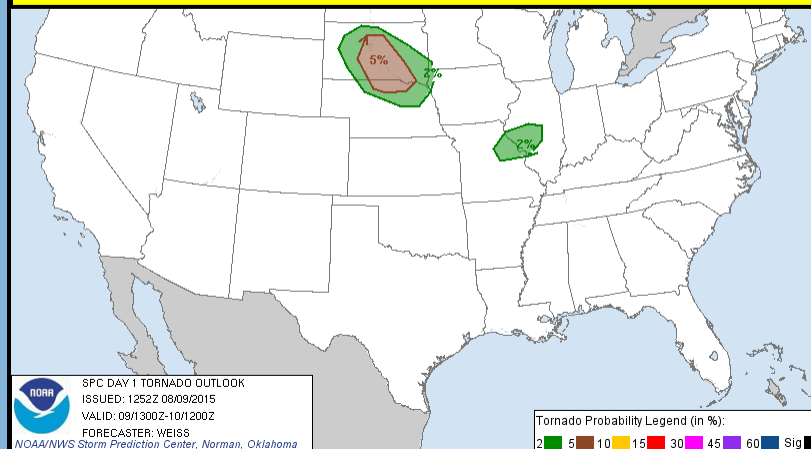 5%
2%
2%
SPC DAY 1 TORNADO OUTLOOK
ISSUED: 1252Z 08/09/2015
VALID: 09/1300Z-10/1200Z
FORECASTER: WEISS
NOAA/NWS Storm Prediction Center, Norman, Oklahoma
NOAA
Tornado Probability Legend (in %):
2 5 10 15 30 45 60 Sig